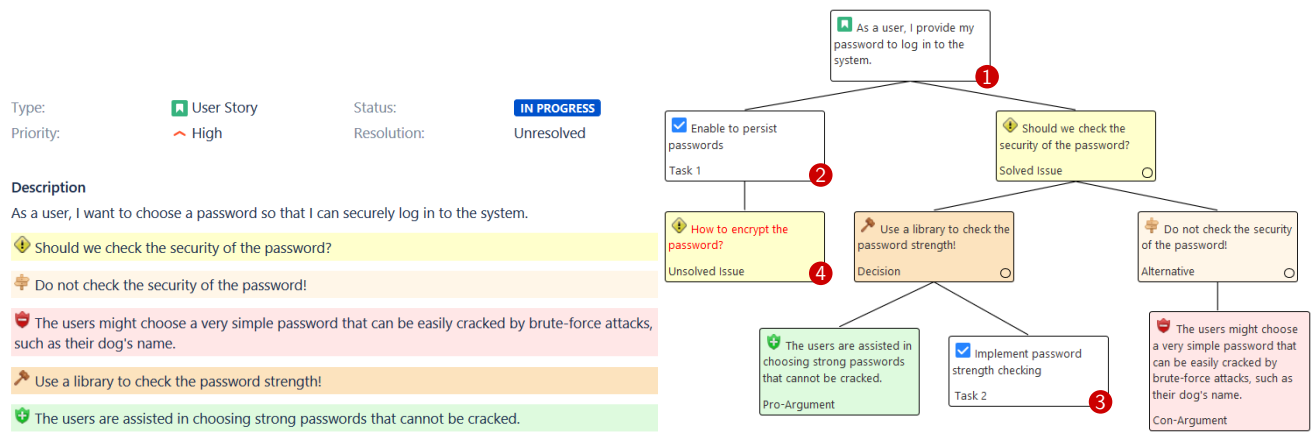 Type: User Story Status: IN PROGRESS
Priority: High Resolution: Unresolved
Description
As a user, I want to choose a password so that I can securely log in to the system.
Should we check the security of the password?
Do not check the security of the password!
The users might choose a very simple password that can be easily cracked by brute-force attacks,
such as their dog's name.
Use a library to check the password strength!
The users are assisted in choosing strong passwords that cannot be cracked.
As a user, I provide my
password to log in to the
system.
1
Enable to persist
passwords
Task 1
2
Should we check the
security of the password?
Solved Issue
How to encrypt the
password?
Unsolved Issue
4
Use a library to check the
password strength!
Decision
Do not check the security
of the password!
Alternative
The users are assisted in
choosing strong passwords
that cannot be cracked.
Pro-Argument
Implement password
strength checking
Task 2
3
The users might choose
a very simple password that
can be easily cracked by
brute-force attacks, such as
their dog's name.
Con-Argument